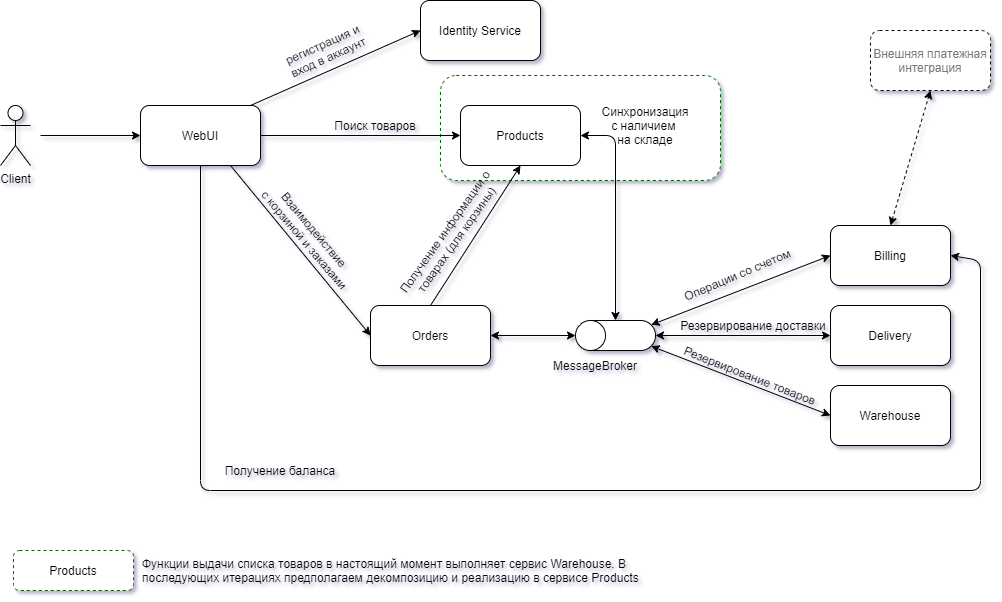 Identity Service
регистрация и
вход в аккаунт
Внешняя платежная
интеграция
Client
WebUI
Поиск товаров
Products
Синхронизация
с наличием
на складе
Взаимодействие
с корзиной и заказами
Получение информации о
товарах (для корзины)
Orders
MessageBroker
Операции со счетом
Billing
Резервирование доставки
Delivery
Резервирование товаров
Warehouse
Получение баланса
Products
Функции выдачи списка товаров в настоящий момент выполняет сервис Warehouse. В
последующих итерациях предполагаем декомпозицию и реализацию в сервисе Products